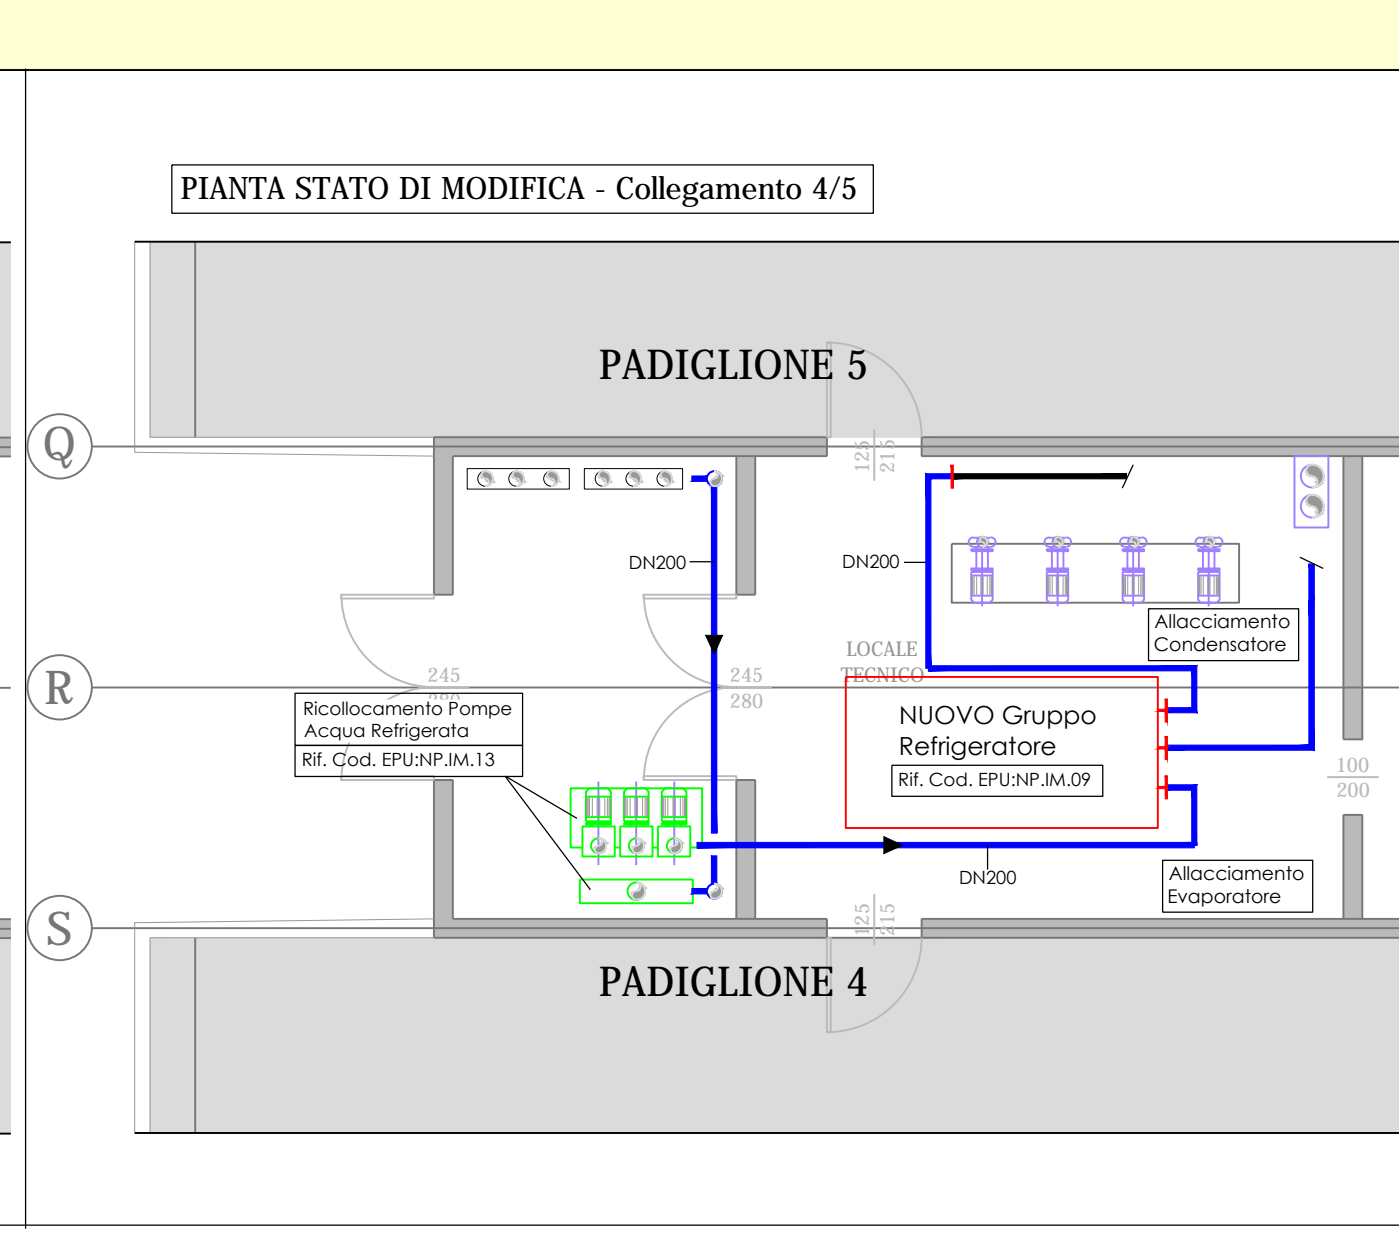 PIANTA STATO DI MODIFICA - Collegamento 4/5
PADIGLIONE 5
Q
125
215
DN200
DN200
Allacciamento
Condensatore
LOCALE
TECNICO
R
245
245
280
Ricollocamento Pompe
Acqua Refrigerata
Rif. Cod. EPU:NP.IM.13
NUOVO Gruppo
Refrigeratore
Rif. Cod. EPU:NP.IM.09
100
200
DN200
Allacciamento
Evaporatore
S
125
215
PADIGLIONE 4